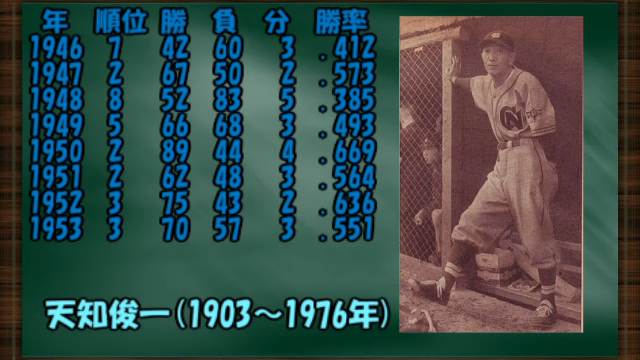 年 順位 勝 負 分 勝率
1946 7 42 60 3 .412
1947 2 67 50 2 .573
1948 8 52 83 5 .385
1949 5 66 68 3 .493
1950 2 89 44 4 .669
1951 2 62 48 3 .564
1952 3 75 43 2 .636
1953 3 70 57 3 .551
天知俊一(1903～1976年)
CN